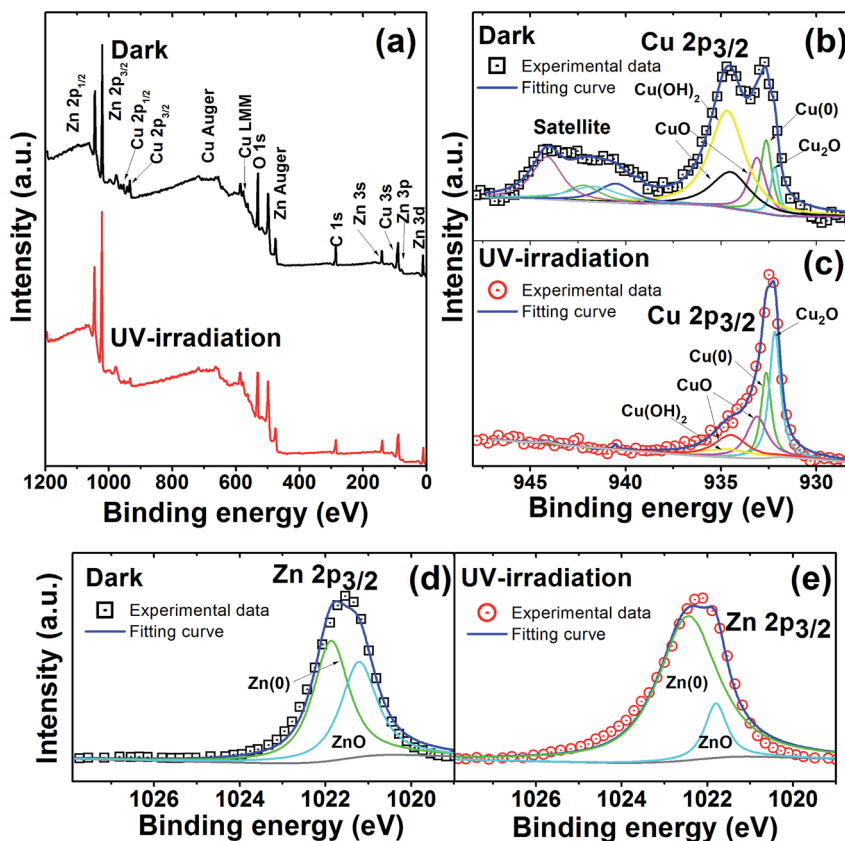 (a)
Dark
Zn 2p1/2
Zn 2p3/2
Cu 2p1/2
Cu 2p3/2
Cu Auger
Cu LMM
O 1s
Zn Auger
C 1s
Zn 3s
Cu 3s
Zn 3p
Zn 3d
UV-irradiation
Intensity (a.u.)
1200 1000 800 600 400 200 0
Binding energy (eV)
Dark
Cu 2p3/2
(b)
Experimental data
Fitting curve
Cu(OH)2
Cu(0)
CuO
Cu2O
Satellite
Intensity (a.u.)
UV-irradiation
(c)
Experimental data
Fitting curve
Cu 2p3/2
Cu2O
Cu(0)
CuO
Cu(OH)2
945 940 935 930
Binding energy (eV)
Dark
Zn 2p3/2
(d)
Experimental data
Fitting curve
Zn(0)
ZnO
Intensity (a.u.)
1026 1024 1022 1020
Binding energy (eV)
UV-irradiation
(e)
Experimental data
Fitting curve
Zn 2p3/2
Zn(0)
ZnO
1026 1024 1022 1020
Binding energy (eV)